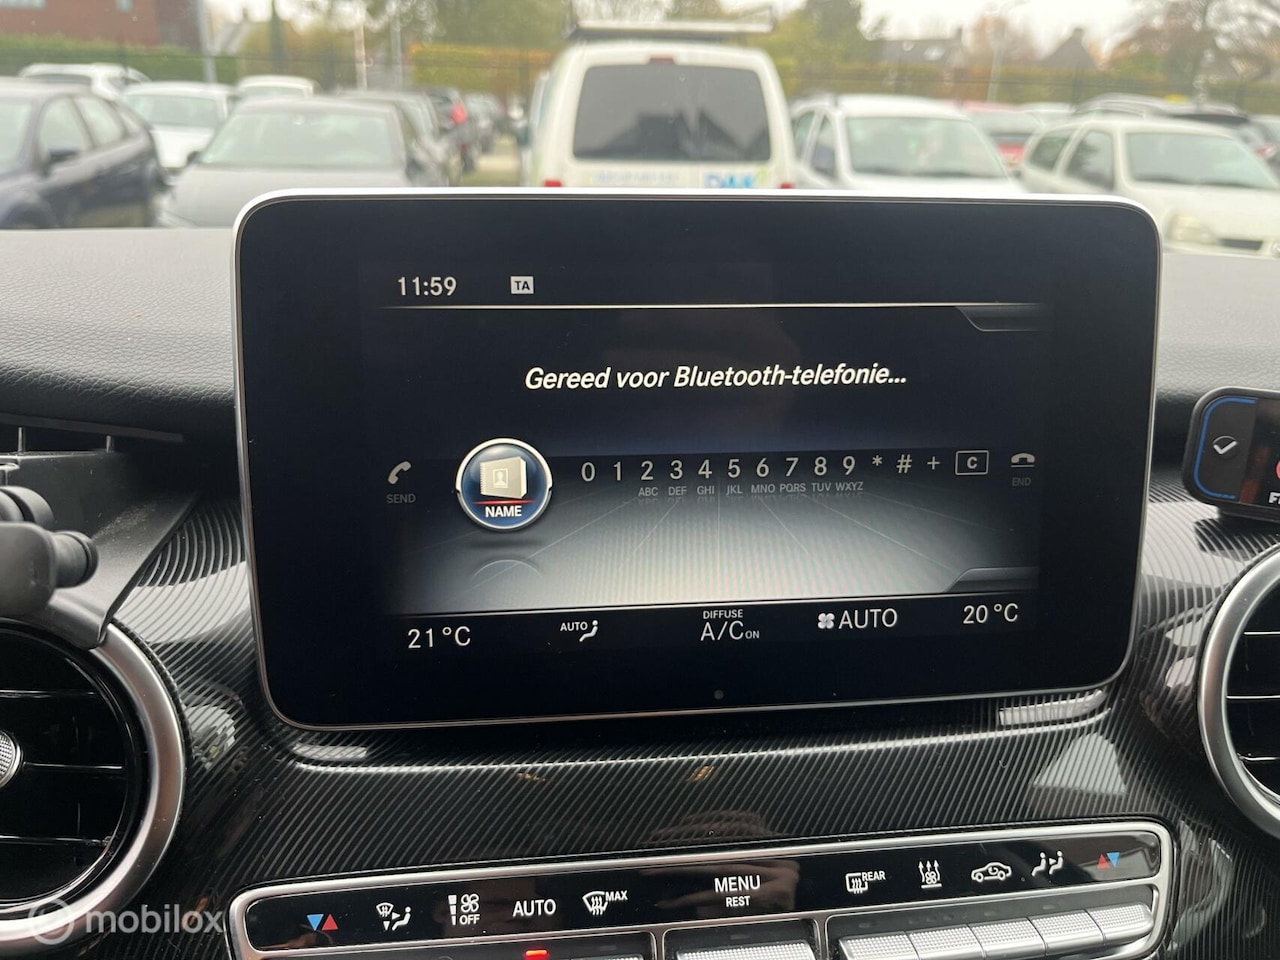 11:59 TA
Gereed voor Bluetooth-telefonie...
SEND NAME 0 1 2 3 4 5 6 7 8 9 * # + C END
ABC DEF GHI JKL MNO PQRS TUV WXYZ
21 °C AUTO DIFFUSE A/C ON AUTO 20 °C
OFF AUTO MAX MENU REST REAR
mobilox